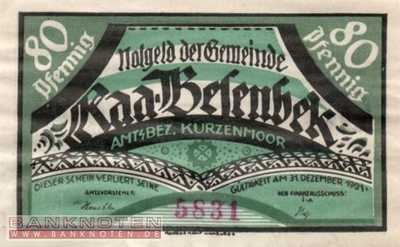 80 Pfennig
80 Pfennig
Notgeld der Gemeinde
Raa-Besenbek
AMTSBEZ. KURZENMOOR
DIESER SCHEIN VERLIERT SEINE
GÜLTIGKEIT AM 31. DEZEMBER 1921.
AMTSVORSTEHER:
DER FINANZAUSSCHUSS:
5831
BANKNOTEN
WWW.BANKNOTEN.DE